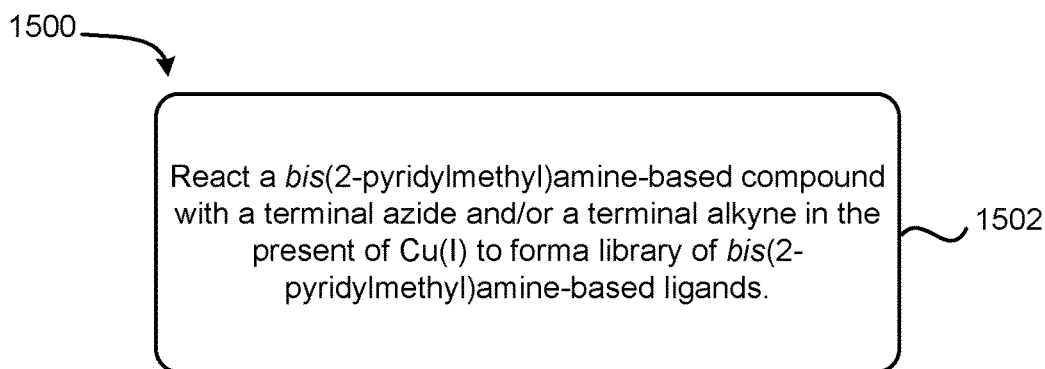 1500
React a bis(2-pyridylmethyl)amine-based compound
with a terminal azide and/or a terminal alkyne in the
present of Cu(I) to forma library of bis(2-
pyridylmethyl)amine-based ligands.
1502